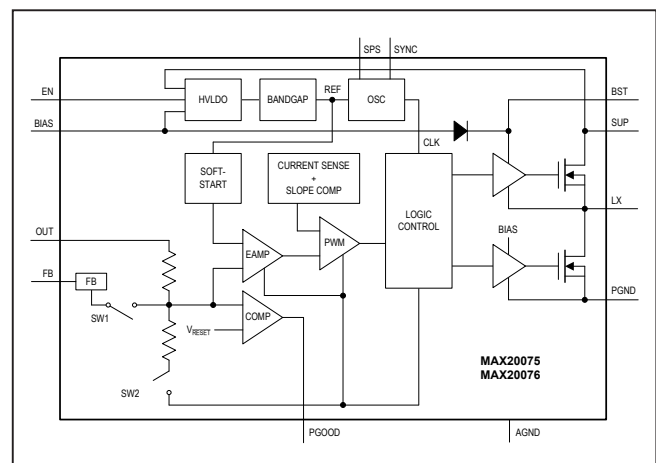 SPS SYNC
EN
HVLDO
BANDGAP
REF
OSC
BST
BIAS
SUP
CLK
SOFT-
START
CURRENT SENSE
+
SLOPE COMP
LOGIC
CONTROL
LX
OUT
EAMP
PWM
BIAS
FB
FB
PGND
SW1
COMP
VRESET
MAX20075
MAX20076
SW2
PGOOD
AGND